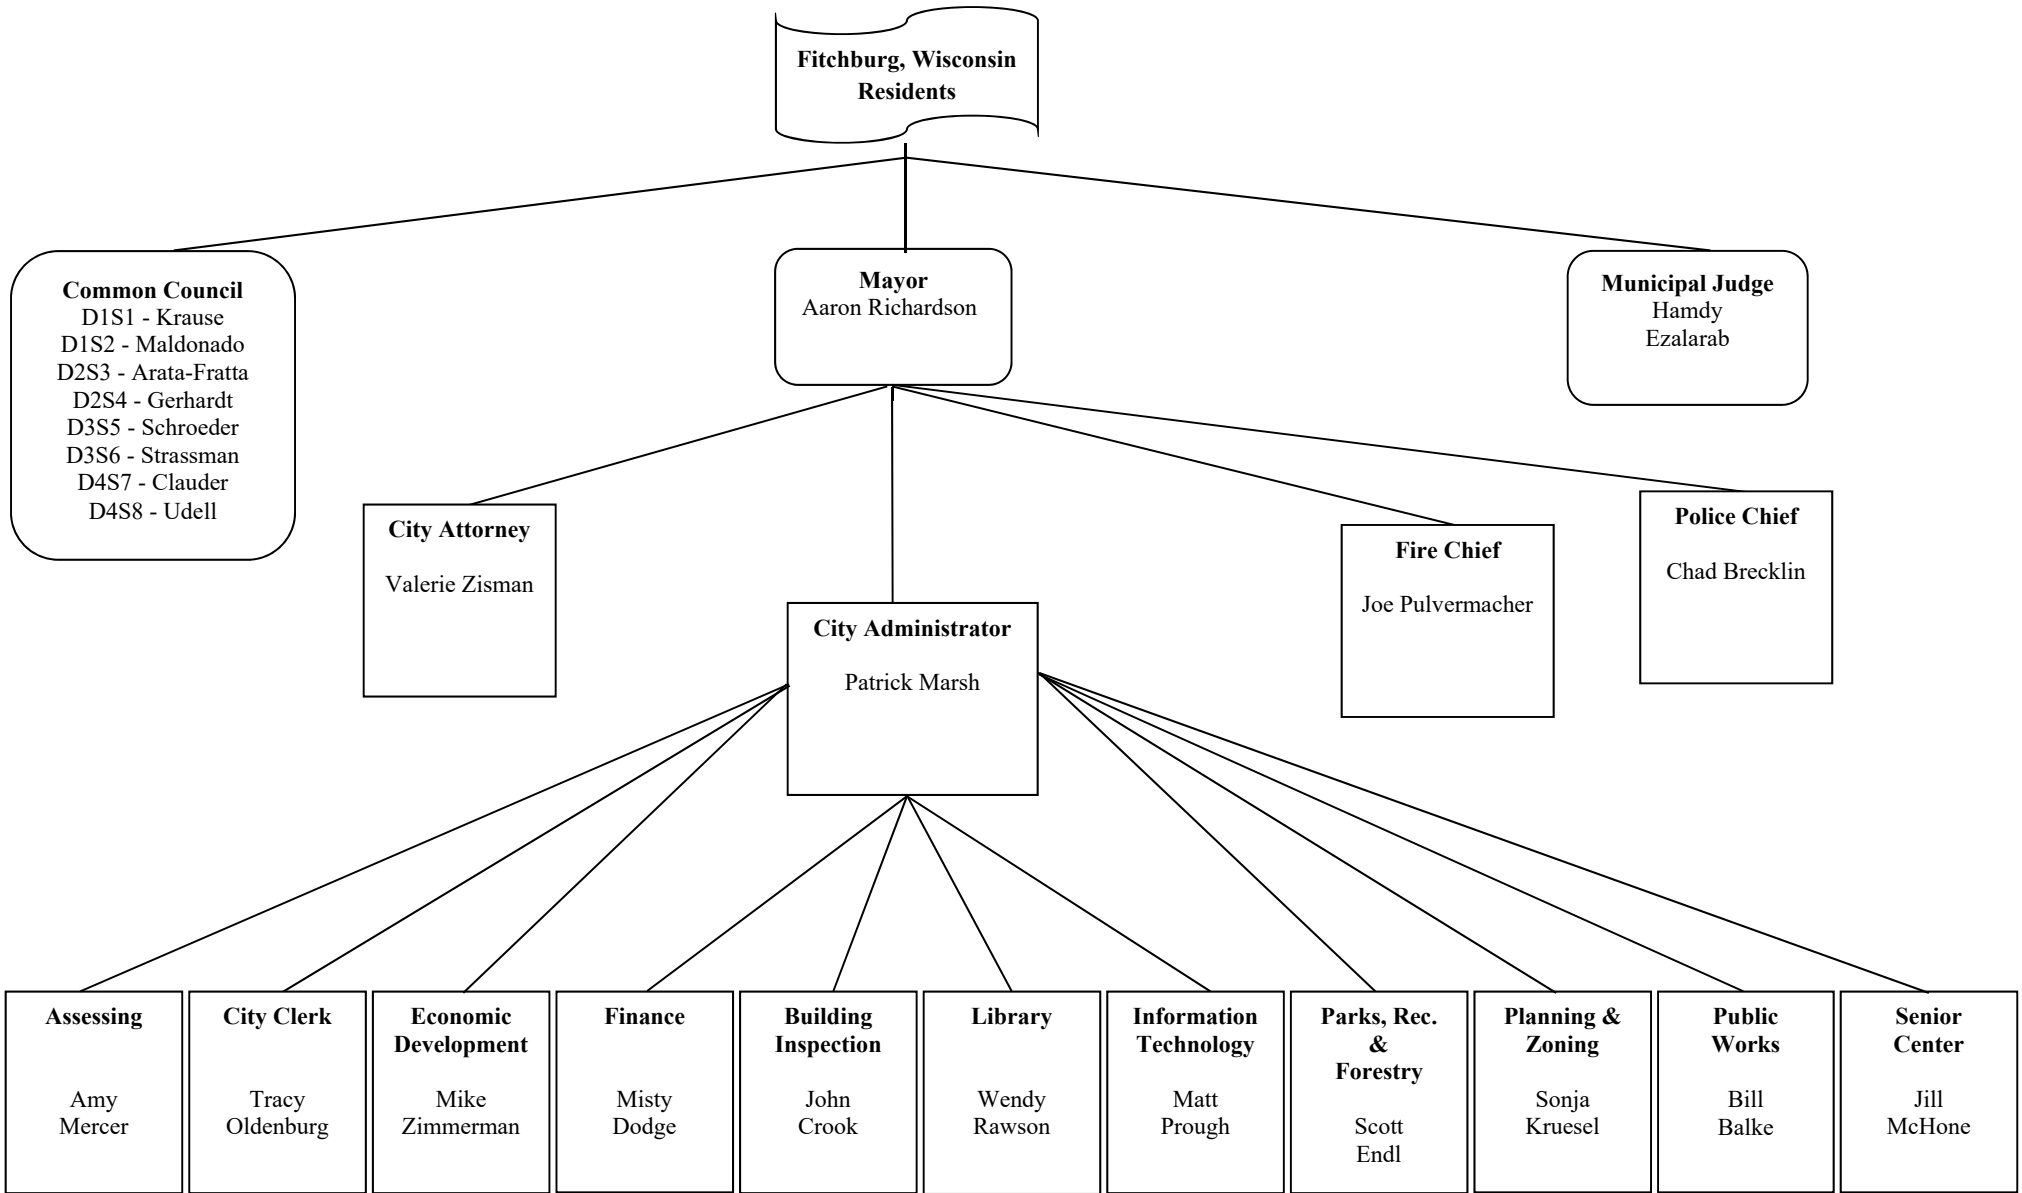 Fitchburg, Wisconsin
Residents
Common Council
D1S1 - Krause
D1S2 - Maldonado
D2S3 - Arata-Fratta
D2S4 - Gerhardt
D3S5 - Schroeder
D3S6 - Strassman
D4S7 - Clauder
D4S8 - Udell
Mayor
Aaron Richardson
Municipal Judge
Hamdy
Ezalarab
City Attorney
Valerie Zisman
City Administrator
Patrick Marsh
Fire Chief
Joe Pulvermacher
Police Chief
Chad Brecklin
Assessing
Amy
Mercer
City Clerk
Tracy
Oldenburg
Economic
Development
Mike
Zimmerman
Finance
Misty
Dodge
Building
Inspection
John
Crook
Library
Wendy
Rawson
Information
Technology
Matt
Prough
Parks, Rec.
&
Forestry
Scott
Endl
Planning &
Zoning
Sonja
Kruesel
Public
Works
Bill
Balke
Senior
Center
Jill
McHone